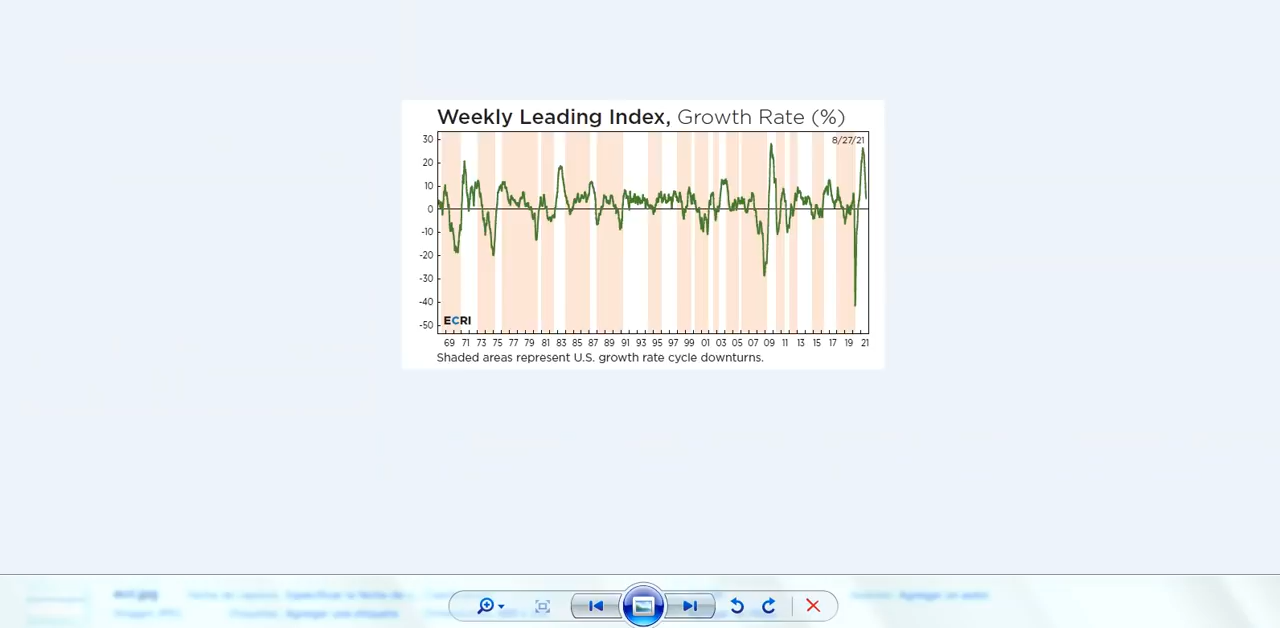 Weekly Leading Index, Growth Rate (%)
8/27/21
30
20
10
0
-10
-20
-30
-40
-50
ECRI
69 71 73 75 77 79 81 83 85 87 89 91 93 95 97 99 01 03 05 07 09 11 13 15 17 19 21
Shaded areas represent U.S. growth rate cycle downturns.